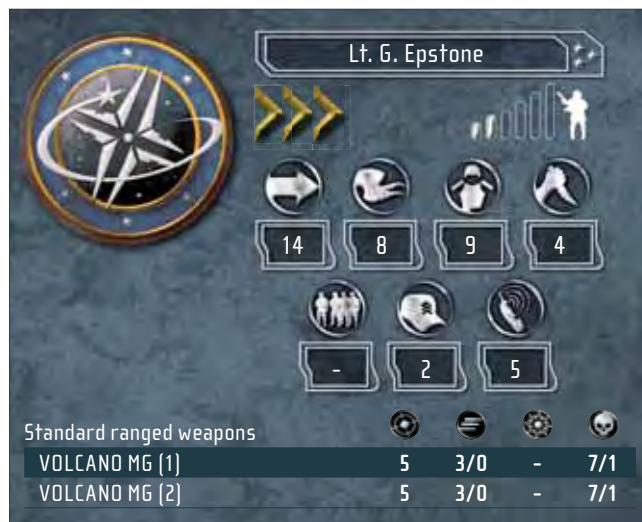 Lt. G. Epstone
14 8 9 4
- 2 5
Standard ranged weapons
VOLCANO MG (1) 5 3/0 - 7/1
VOLCANO MG (2) 5 3/0 - 7/1